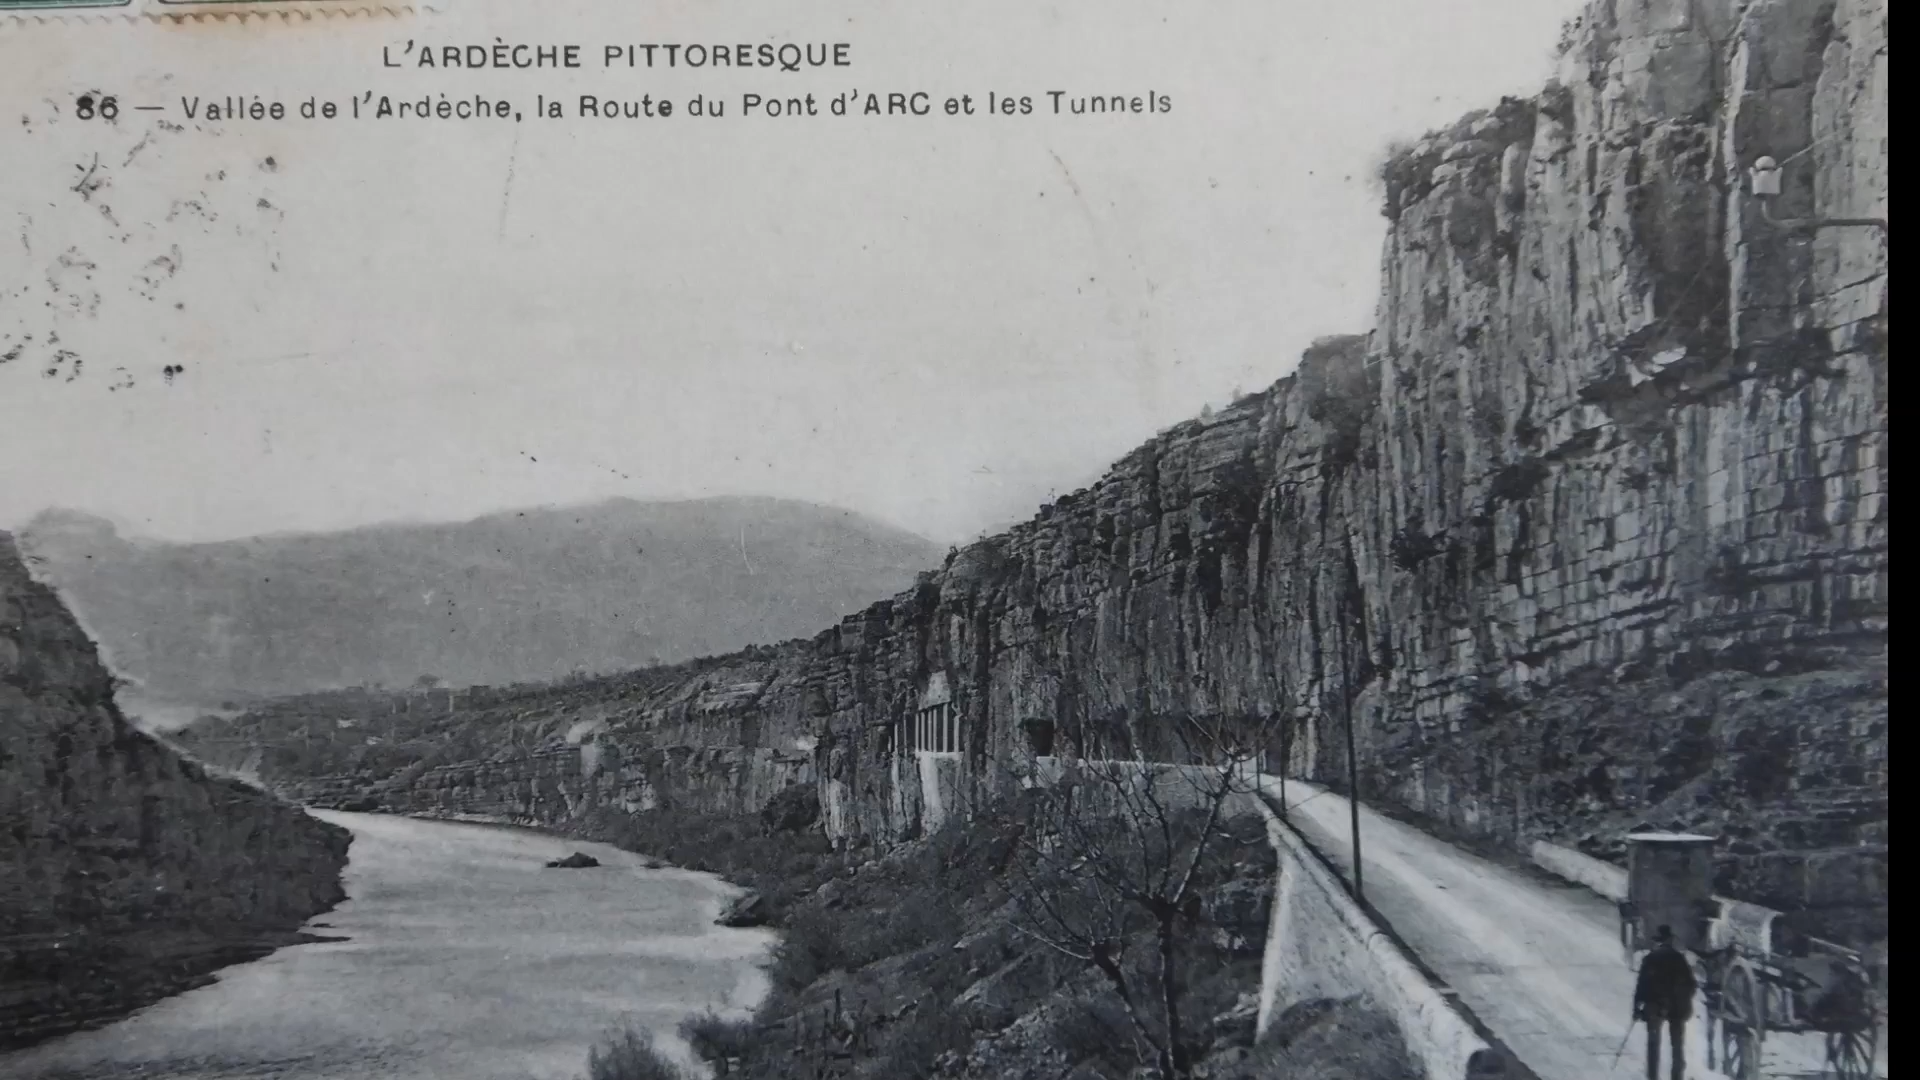 L'ARDÈCHE PITTORESQUE
86 — Vallée de l'Ardèche, la Route du Pont d'ARC et les Tunnels